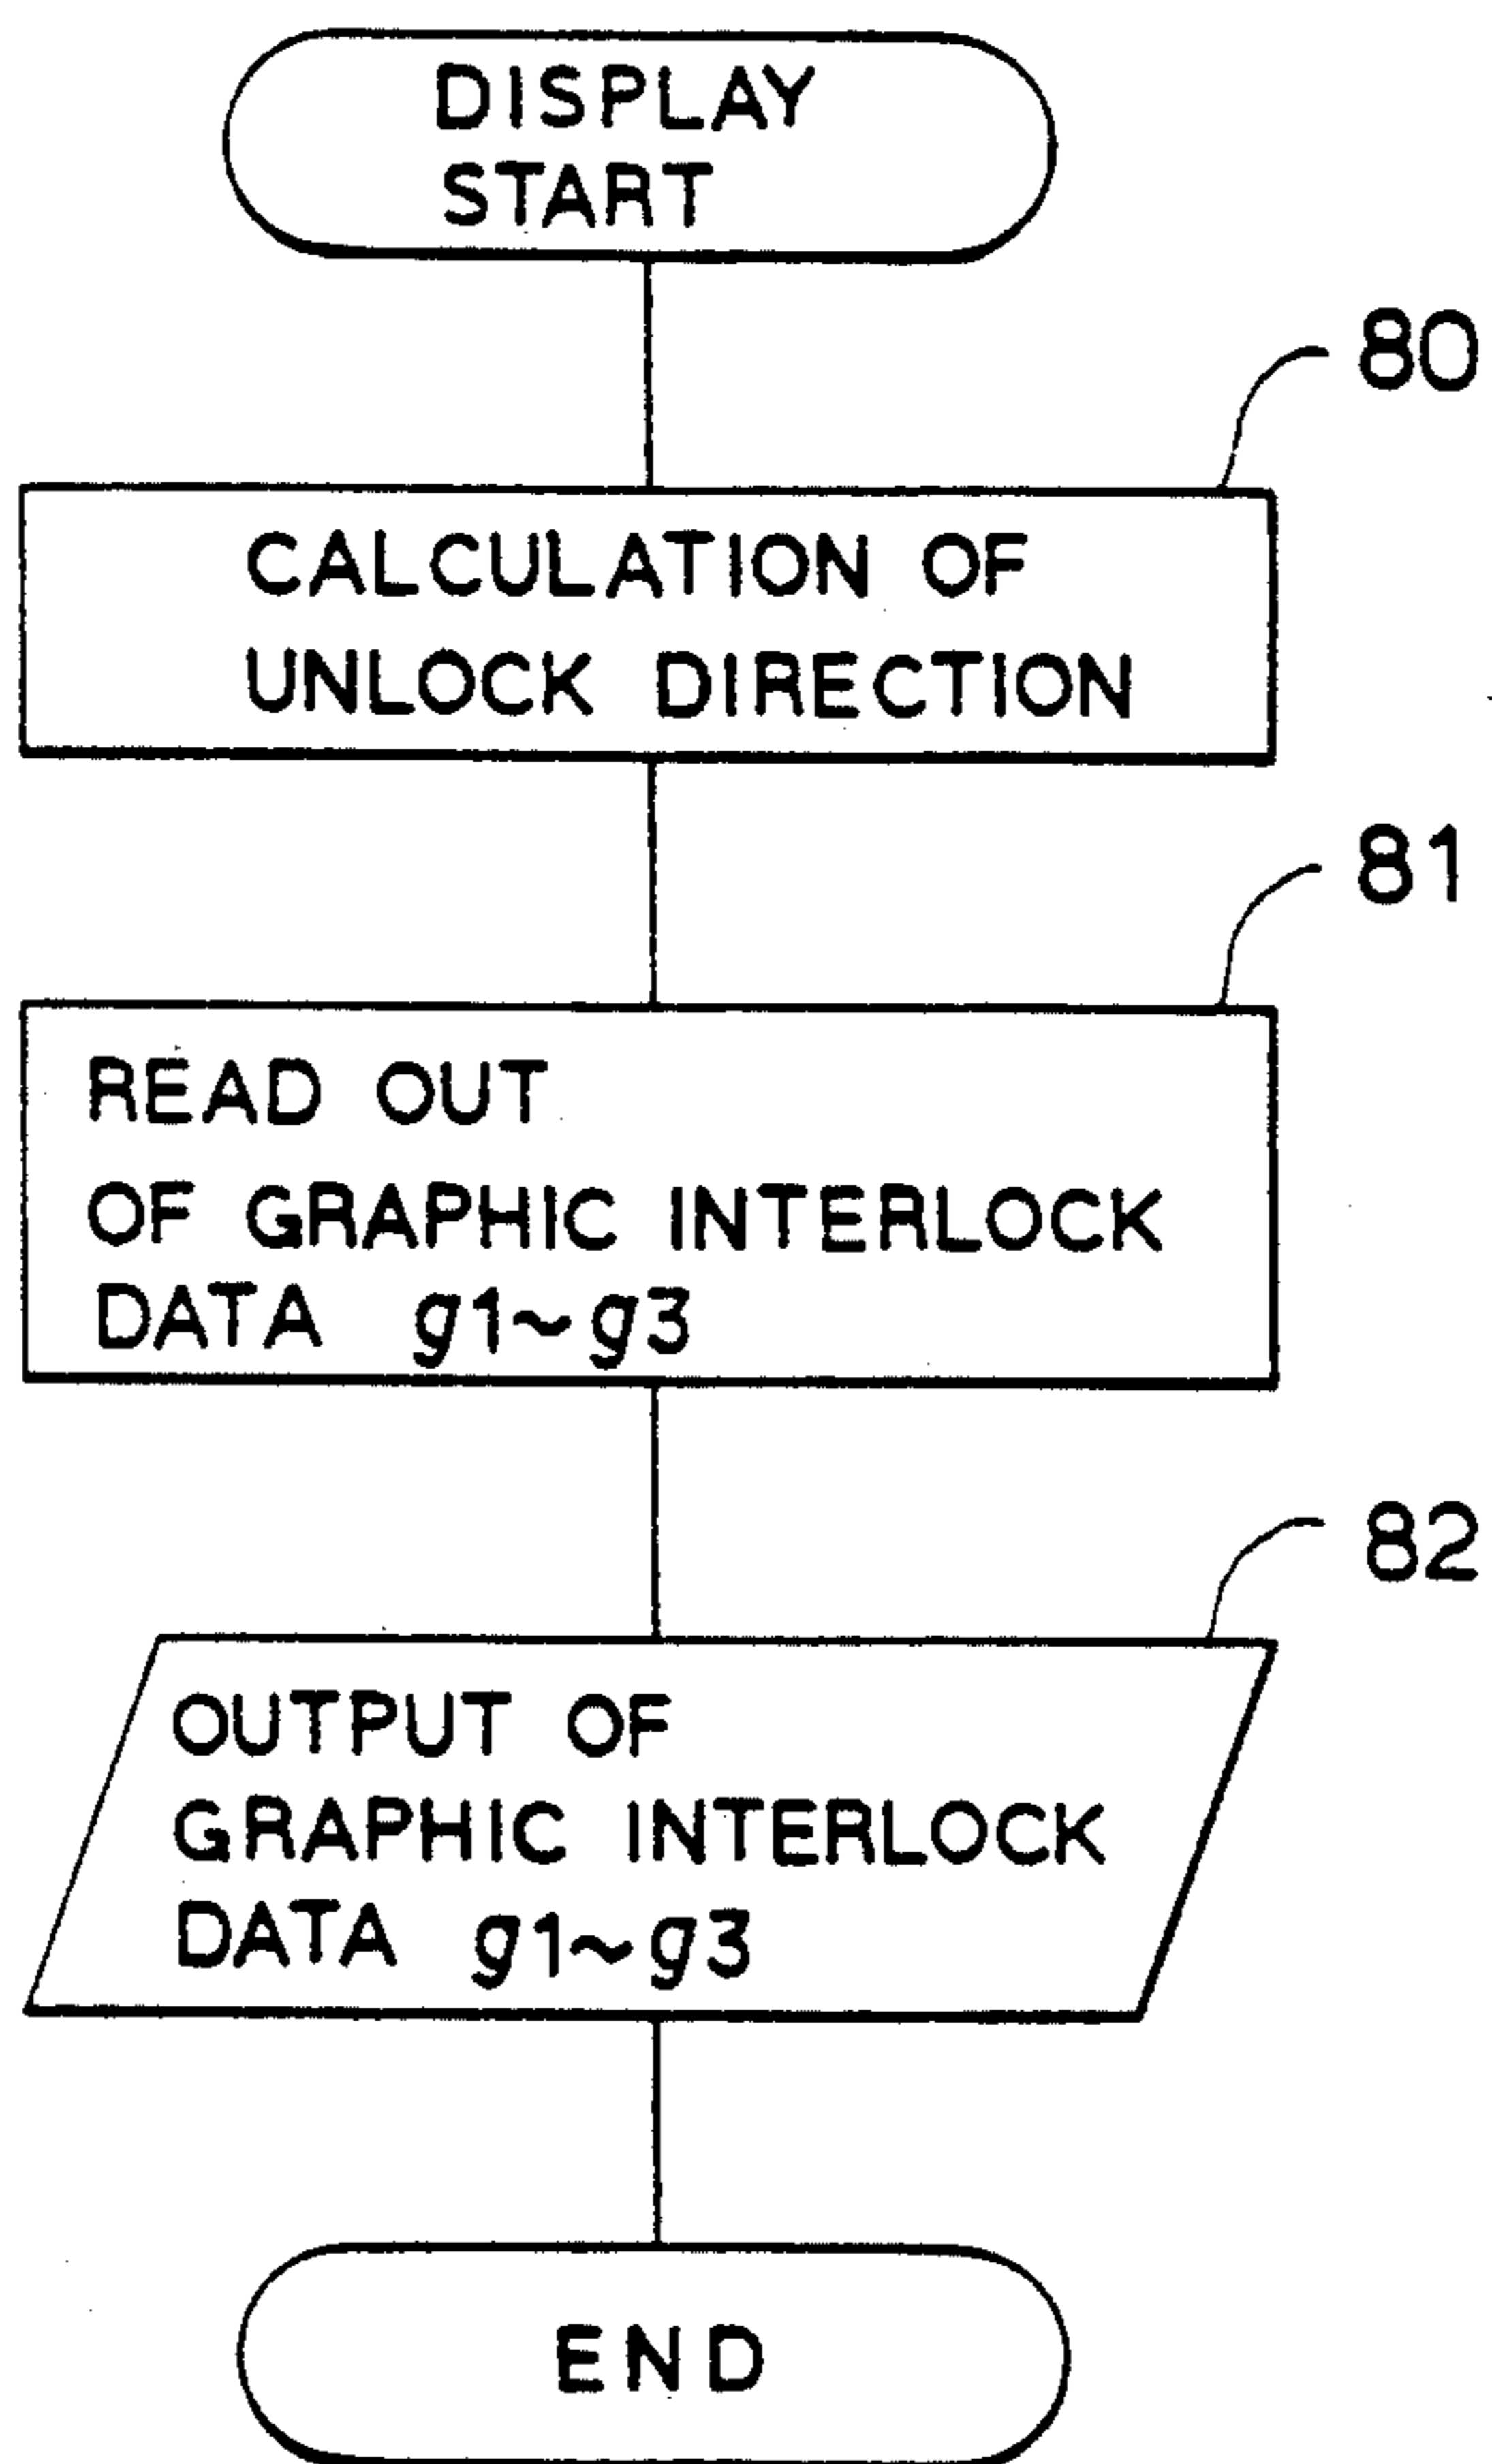 DISPLAY
START
80
CALCULATION OF
UNLOCK DIRECTION
81
READ OUT
OF GRAPHIC INTERLOCK
DATA g1~g3
82
OUTPUT OF
GRAPHIC INTERLOCK
DATA g1~g3
END